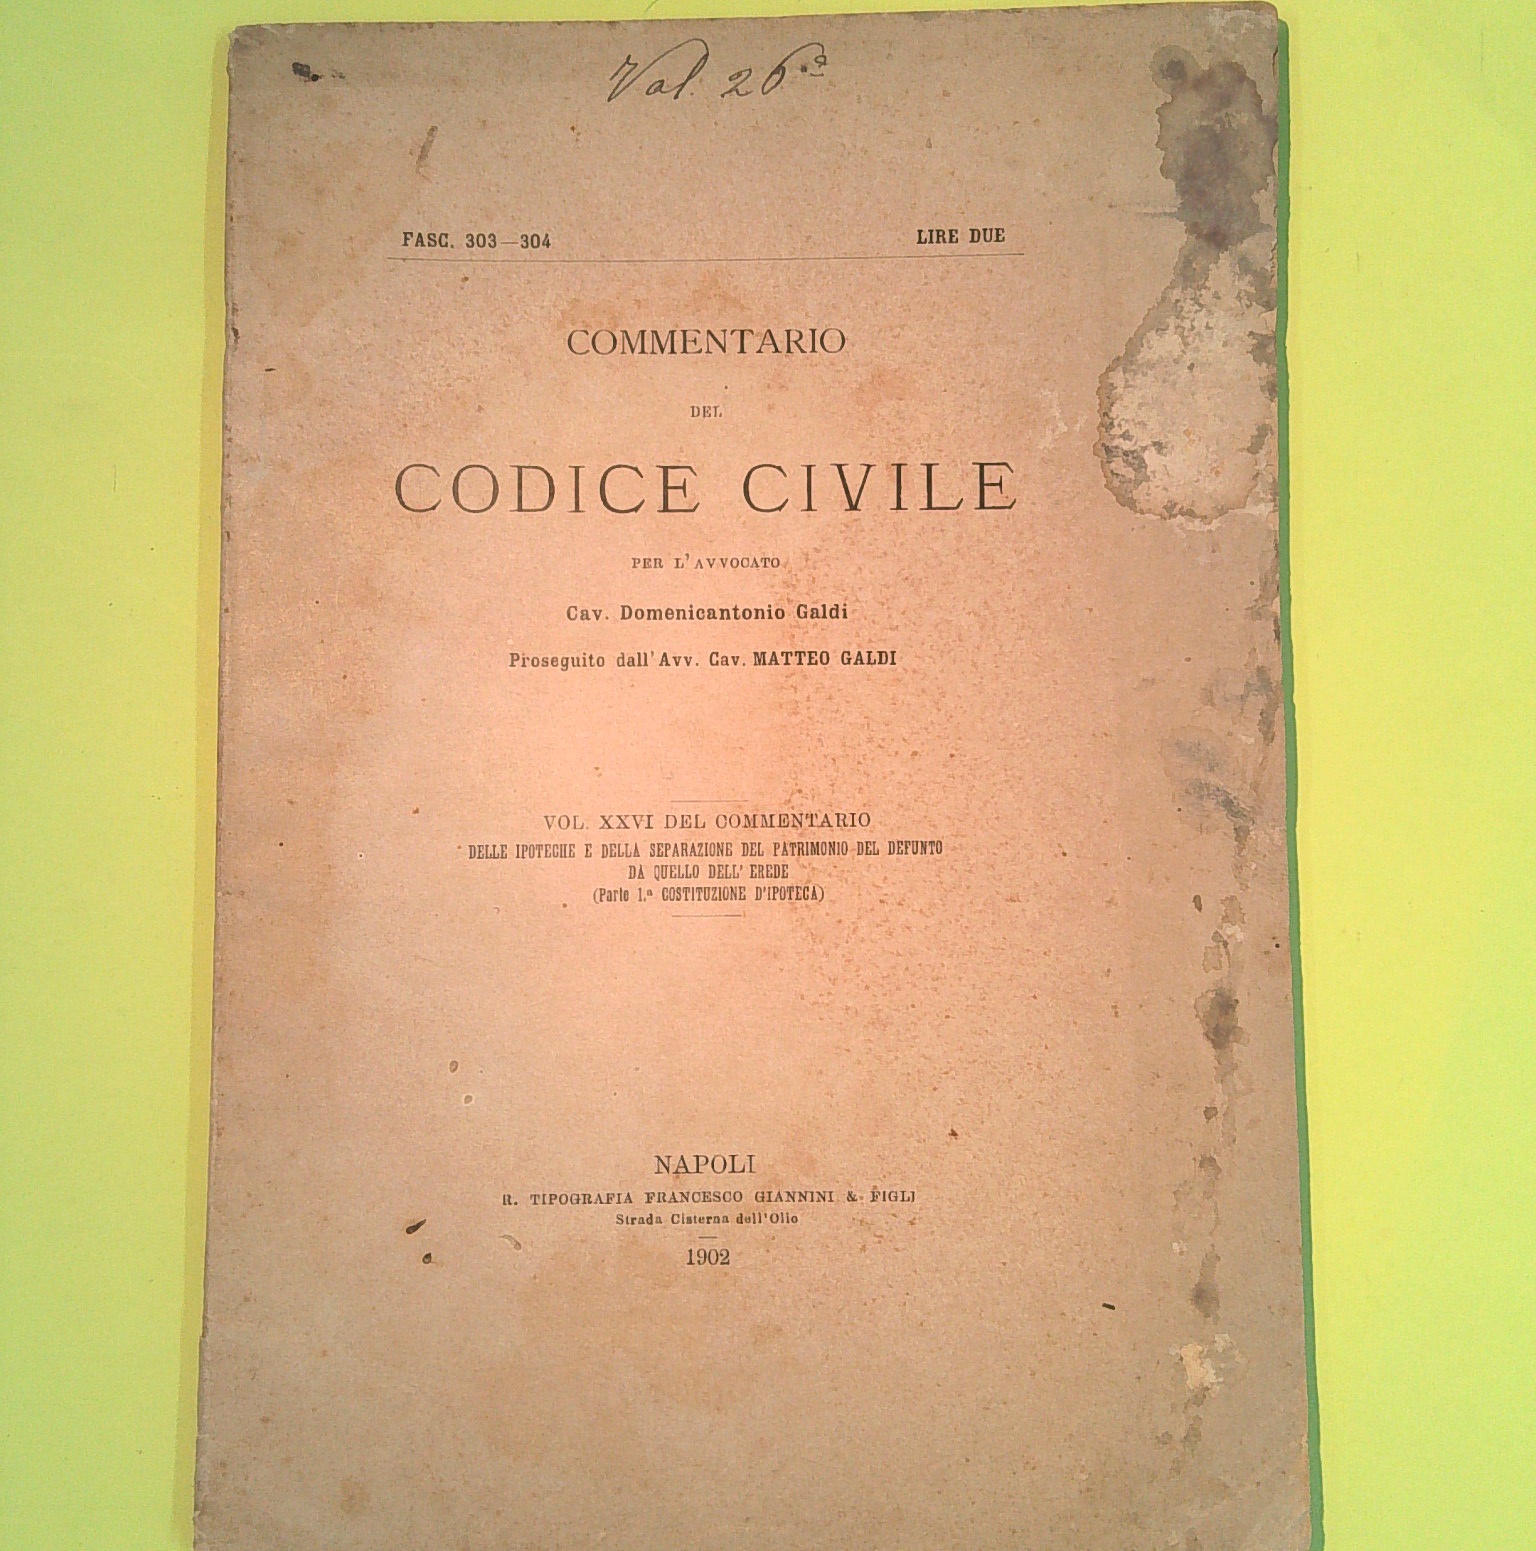 Vol. 26.º
FASC. 303—304 LIRE DUE
COMMENTARIO
DEL
CODICE CIVILE
PER L'AVVOCATO
Cav. Domenicantonio Galdi
Proseguito dall'Avv. Cav. MATTEO GALDI
VOL. XXVI DEL COMMENTARIO
DELLE IPOTECHE E DELLA SEPARAZIONE DEL PATRIMONIO DEL DEFUNTO
DA QUELLO DELL' EREDE
(Parte 1.ª COSTITUZIONE D'IPOTECA)
NAPOLI
R. TIPOGRAFIA FRANCESCO GIANNINI & FIGLI
Strada Cisterna dell'Olio
1902